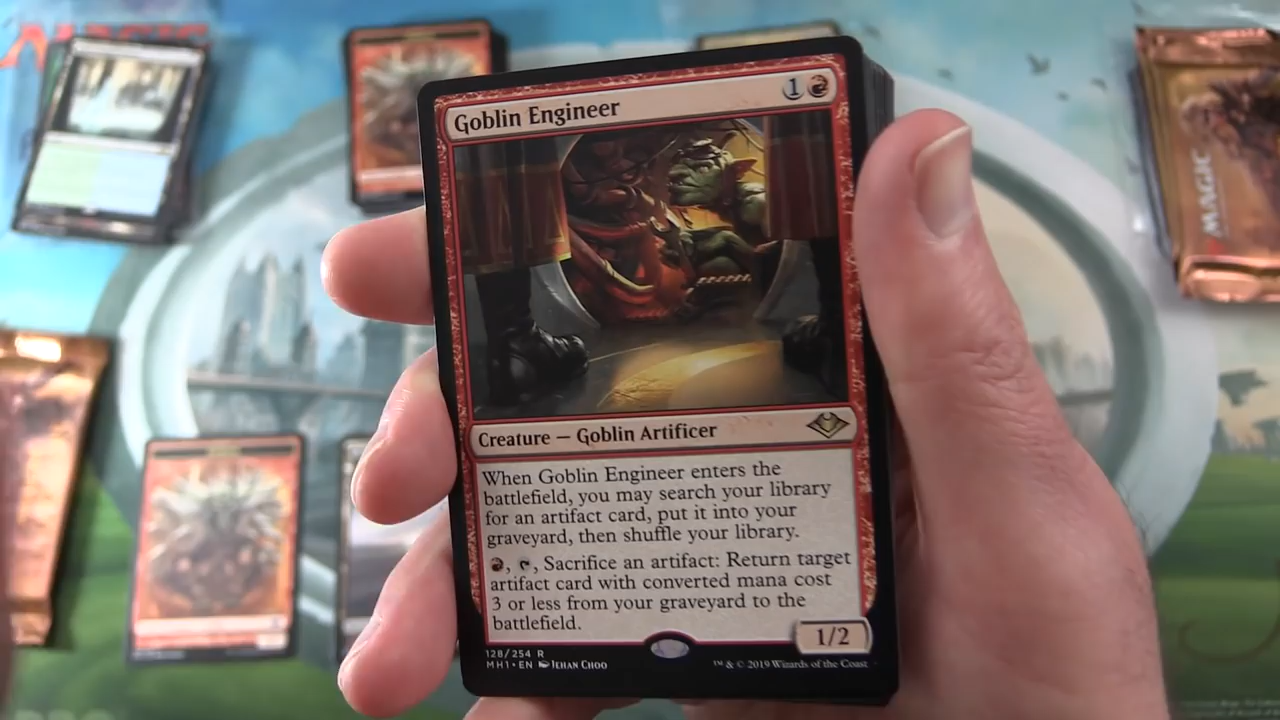 MAGIC
Goblin Engineer
1
Creature — Goblin Artificer
When Goblin Engineer enters the
battlefield, you may search your library
for an artifact card, put it into your
graveyard, then shuffle your library.
, , Sacrifice an artifact: Return target
artifact card with converted mana cost
3 or less from your graveyard to the
battlefield.
1/2
128/254 R
MH1 • EN Jehan Choo
™ & © 2019 Wizards of the Coast
MAGIC